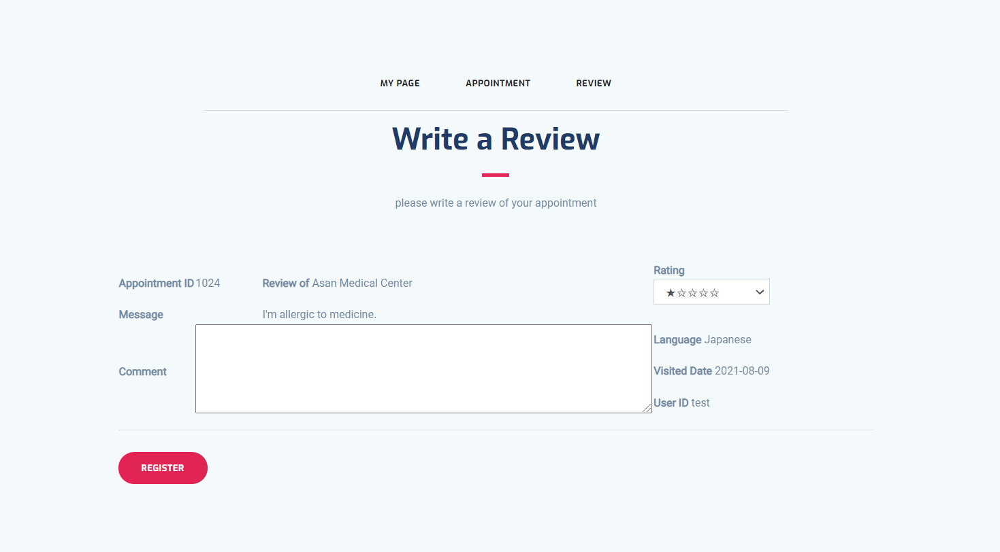 MY PAGE APPOINTMENT REVIEW
Write a Review
please write a review of your appointment
Rating
Appointment ID 1024 Review of Asan Medical Center
★☆☆☆☆
Message I'm allergic to medicine.
Language Japanese
Comment
Visited Date 2021-08-09
User ID test
REGISTER